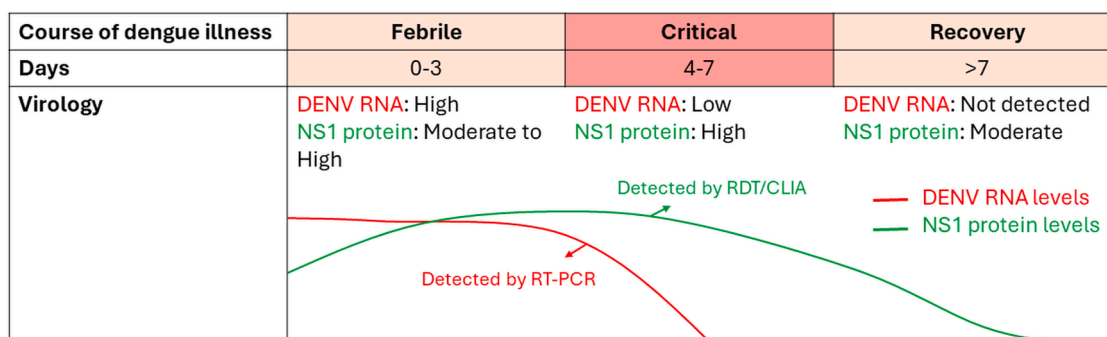 Course of dengue illness Febrile Critical Recovery
Days 0-3 4-7 >7
Virology DENV RNA: High DENV RNA: Low DENV RNA: Not detected
NS1 protein: Moderate to NS1 protein: High NS1 protein: Moderate
High
Detected by RDT/CLIA
DENV RNA levels
NS1 protein levels
Detected by RT-PCR